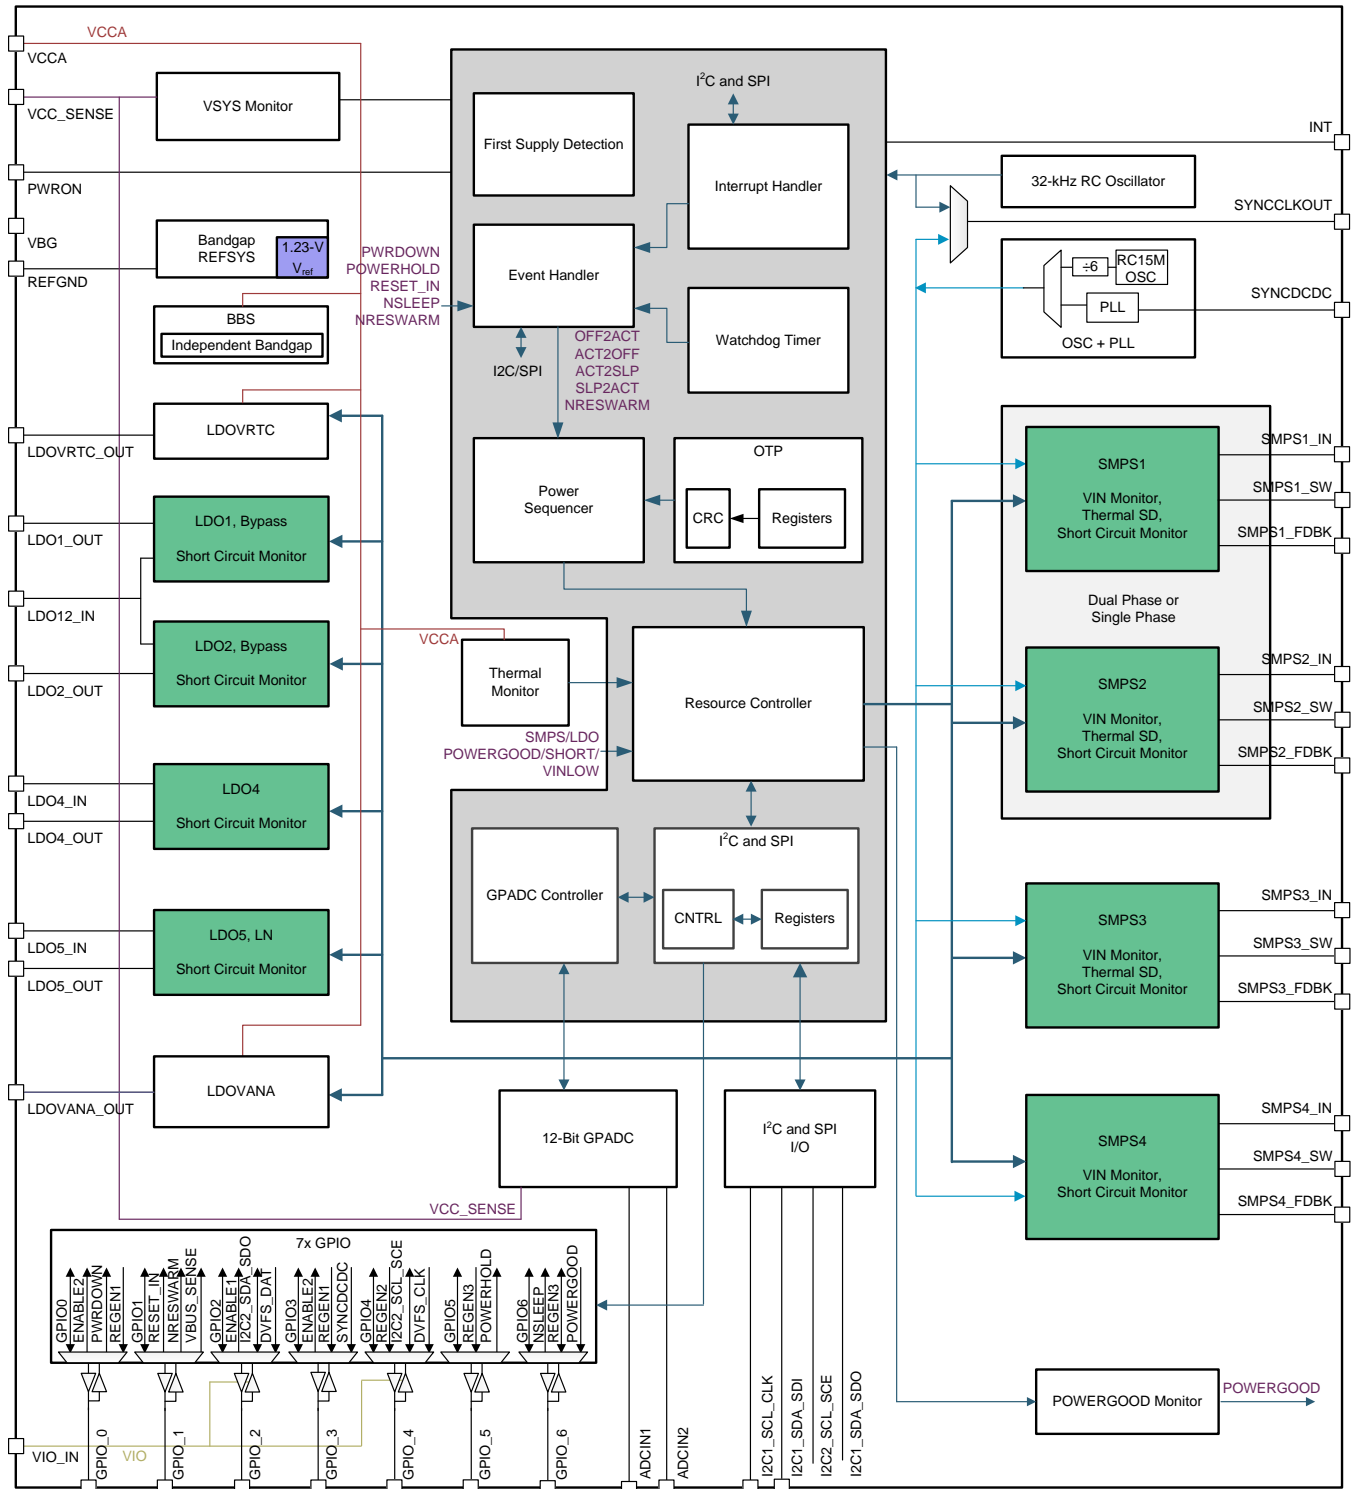 VCCA
VCCA
VCC_SENSE
VSYS Monitor
PWRON
VBG
REFGND
Bandgap
REFSYS
1.23-V
Vref
BBS
Independent Bandgap
LDOVRTC
LDOVRTC_OUT
LDO1, Bypass
Short Circuit Monitor
LDO1_OUT
LDO12_IN
LDO2, Bypass
Short Circuit Monitor
LDO2_OUT
LDO4
Short Circuit Monitor
LDO4_IN
LDO4_OUT
LDO5, LN
Short Circuit Monitor
LDO5_IN
LDO5_OUT
LDOVANA
LDOVANA_OUT
I2C and SPI
First Supply Detection
Interrupt Handler
Event Handler
PWRDOWN
POWERHOLD
RESET_IN
NSLEEP
NRESWARM
I2C/SPI
OFF2ACT
ACT2OFF
ACT2SLP
SLP2ACT
NRESWARM
Watchdog Timer
Power
Sequencer
OTP
CRC
Registers
VCCA
Thermal
Monitor
Resource Controller
SMPS/LDO
POWERGOOD/SHORT/
VINLOW
GPADC Controller
I2C and SPI
CNTRL
Registers
12-Bit GPADC
I2C and SPI
I/O
VCC_SENSE
INT
32-kHz RC Oscillator
SYNCCLKOUT
÷6
RC15M
OSC
PLL
OSC + PLL
SYNCDCDC
SMPS1
VIN Monitor,
Thermal SD,
Short Circuit Monitor
SMPS1_IN
SMPS1_SW
SMPS1_FDBK
Dual Phase or
Single Phase
SMPS2
VIN Monitor,
Thermal SD,
Short Circuit Monitor
SMPS2_IN
SMPS2_SW
SMPS2_FDBK
SMPS3
VIN Monitor,
Thermal SD,
Short Circuit Monitor
SMPS3_IN
SMPS3_SW
SMPS3_FDBK
SMPS4
VIN Monitor,
Short Circuit Monitor
SMPS4_IN
SMPS4_SW
SMPS4_FDBK
7x GPIO
GPIO0
ENABLE2
PWRDOWN
REGEN1
GPIO1
RESET_IN
NRESWARM
VBUS_SENSE
GPIO2
ENABLE1
I2C2_SDA_SDO
DVFS_DAT
GPIO3
ENABLE2
REGEN1
SYNCDCDC
GPIO4
REGEN2
I2C2_SCL_SCE
DVFS_CLK
GPIO5
REGEN3
POWERHOLD
GPIO6
NSLEEP
REGEN3
POWERGOOD
VIO_IN
VIO
GPIO_0
GPIO_1
GPIO_2
GPIO_3
GPIO_4
GPIO_5
GPIO_6
ADCIN1
ADCIN2
I2C1_SCL_CLK
I2C1_SDA_SDI
I2C2_SCL_SCE
I2C1_SDA_SDO
POWERGOOD Monitor
POWERGOOD